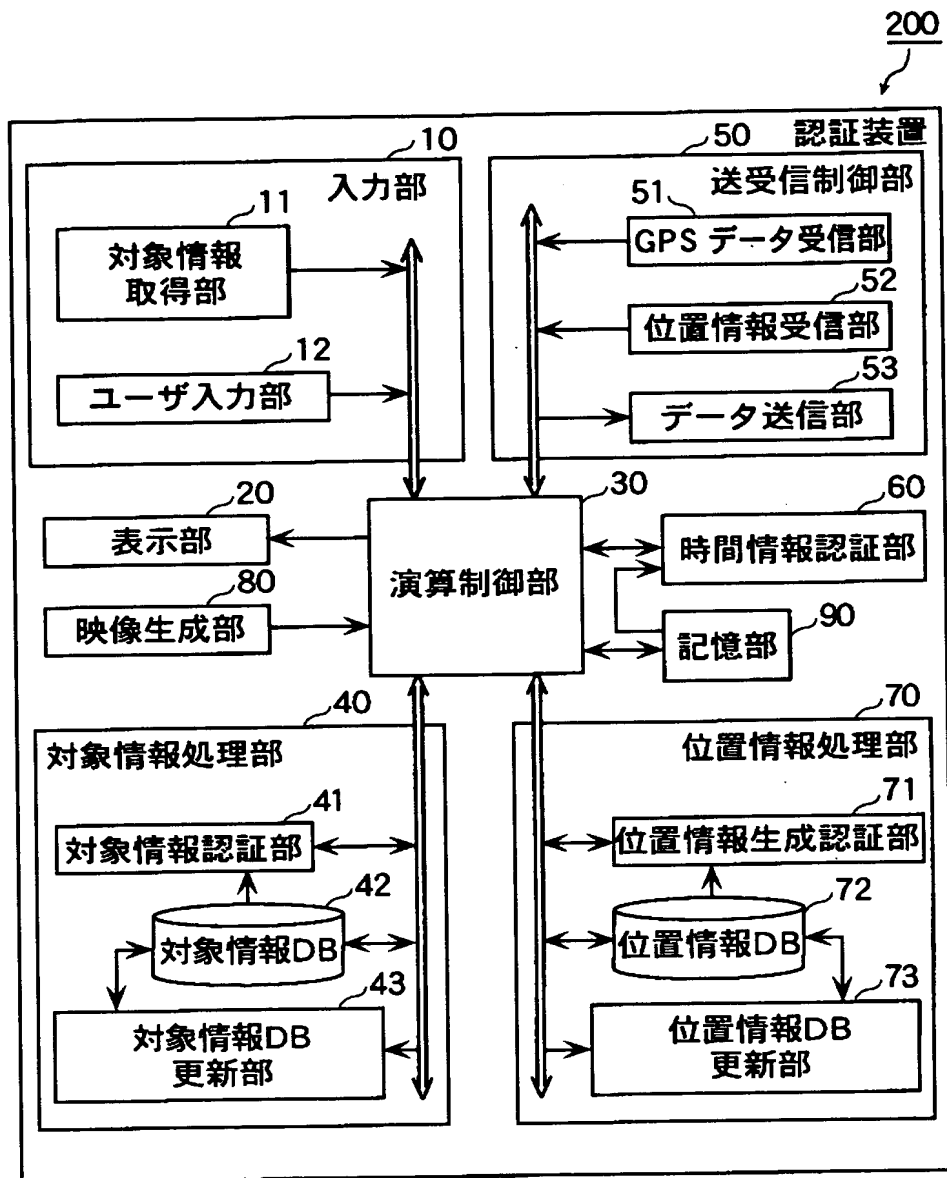 200
認証装置
10
入力部
11
対象情報
取得部
12
ユーザ入力部
50
送受信制御部
51
GPS データ受信部
52
位置情報受信部
53
データ送信部
20
表示部
80
映像生成部
30
演算制御部
60
時間情報認証部
90
記憶部
40
対象情報処理部
41
対象情報認証部
42
対象情報DB
43
対象情報DB
更新部
70
位置情報処理部
71
位置情報生成認証部
72
位置情報DB
73
位置情報DB
更新部